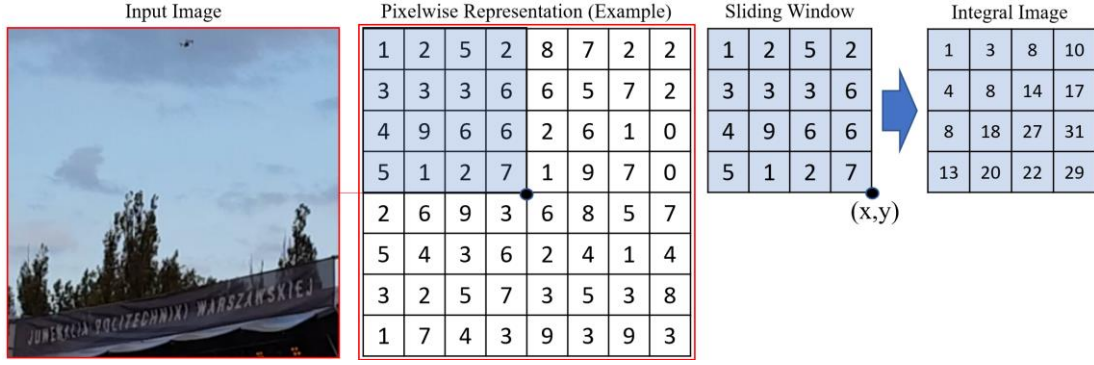 Input Image
Pixelwise Representation (Example)
Sliding Window
Integral Image
1 2 5 2 8 7 2 2
3 3 3 6 6 5 7 2
4 9 6 6 2 6 1 0
5 1 2 7 1 9 7 0
2 6 9 3 6 8 5 7
5 4 3 6 2 4 1 4
3 2 5 7 3 5 3 8
1 7 4 3 9 3 9 3
1 2 5 2
3 3 3 6
4 9 6 6
5 1 2 7
(x,y)
1 3 8 10
4 8 14 17
8 18 27 31
13 20 22 29
JUWENALIA POLITECHNIKI WARSZAWSKIEJ